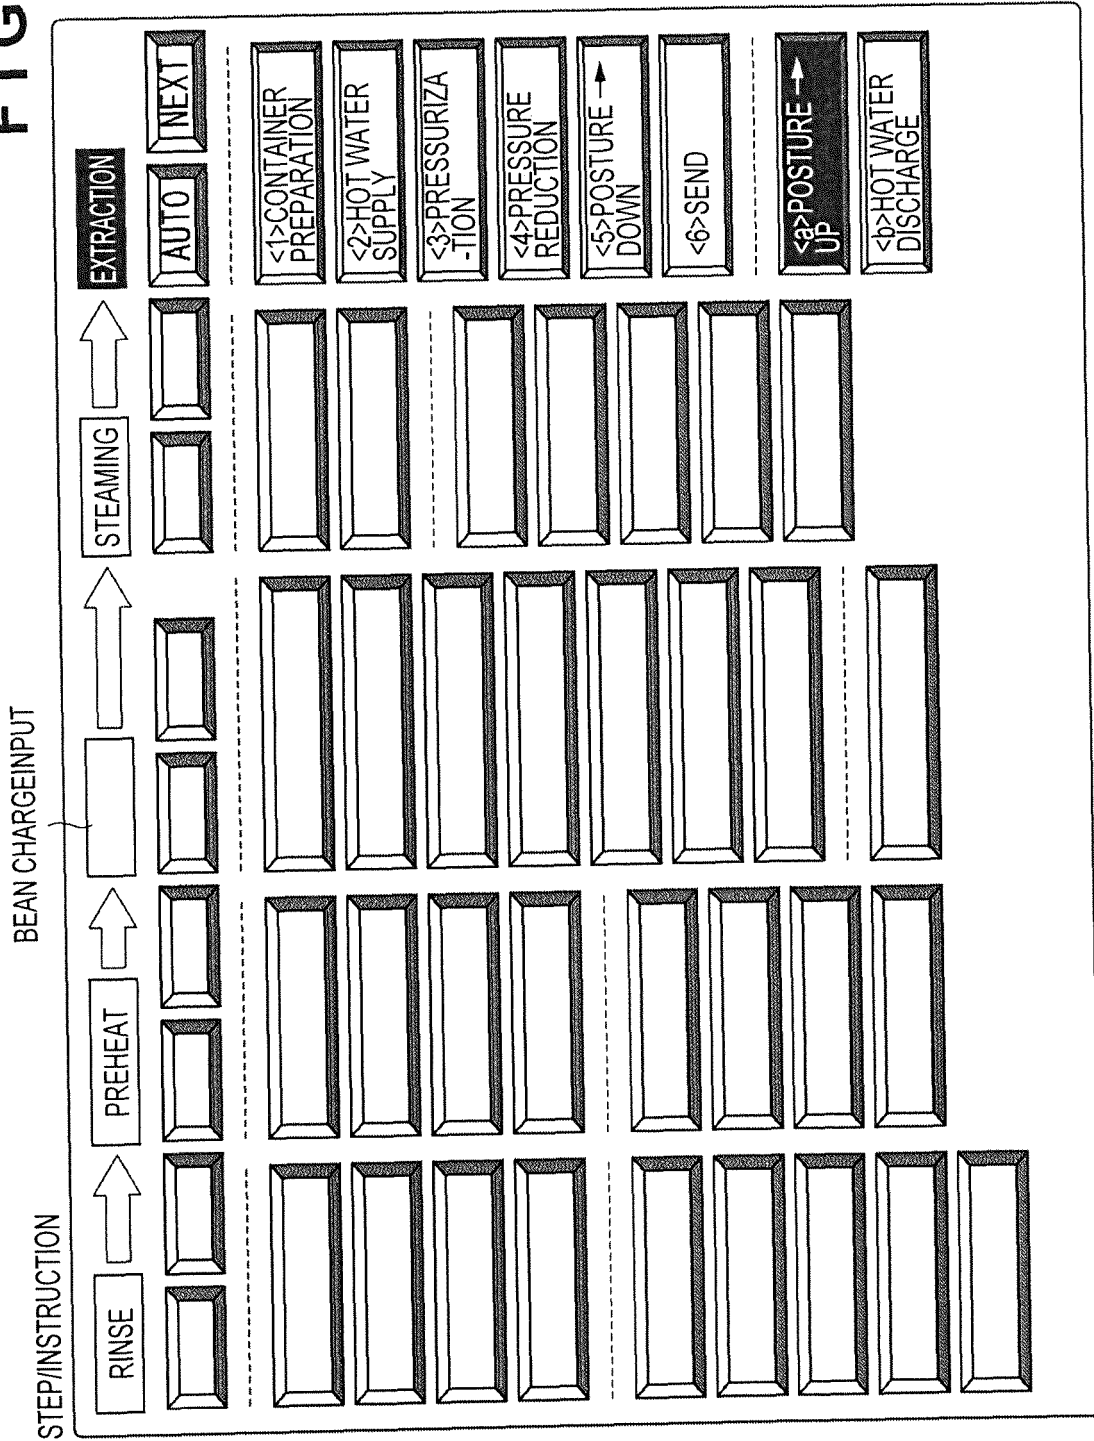 FIG
STEP/INSTRUCTION
BEAN CHARGEINPUT
RINSE
PREHEAT
STEAMING
EXTRACTION
AUTO
NEXT
<1>CONTAINER
PREPARATION
<2>HOT WATER
SUPPLY
<3>PRESSURIZA
-TION
<4>PRESSURE
REDUCTION
<5>POSTURE →
DOWN
<6>SEND
<a>POSTURE →
UP
<b>HOT WATER
DISCHARGE